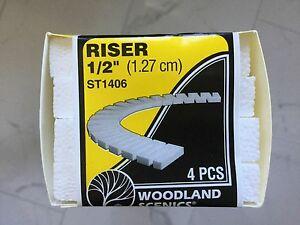 RISER
1/2" (1.27 cm)
ST1406
4 PCS
WOODLAND
SCENICS®